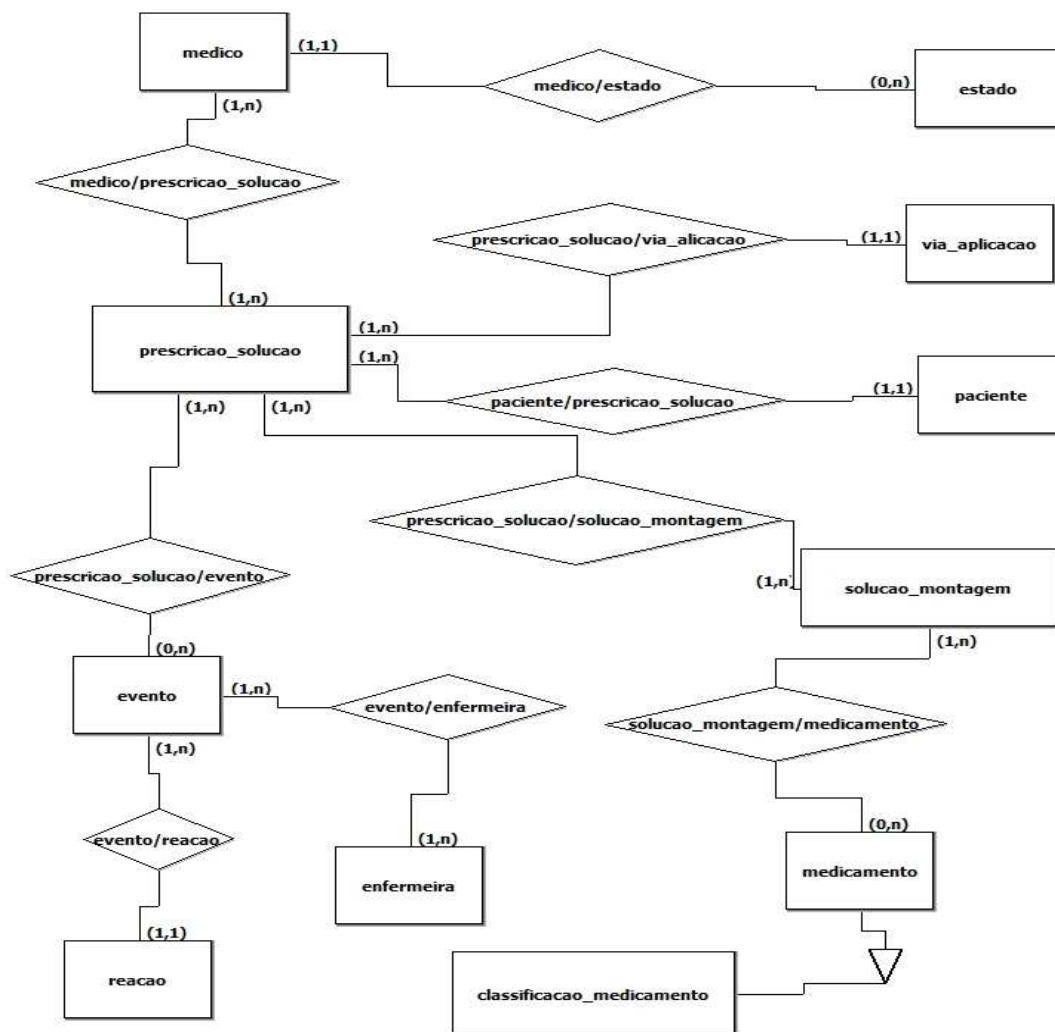 medico
(1,1)
medico/estado
(0,n)
estado
(1,n)
medico/prescricao_solucao
prescricao_solucao/via_alicacao
(1,1)
via_aplicacao
(1,n)
(1,n)
prescricao_solucao
(1,n)
paciente/prescricao_solucao
(1,1)
paciente
(1,n)
(1,n)
prescricao_solucao/solucao_montagem
prescricao_solucao/evento
(1,n)
solucao_montagem
(0,n)
(1,n)
evento
(1,n)
evento/enfermeira
solucao_montagem/medicamento
(1,n)
evento/reacao
(1,n)
(0,n)
enfermeira
medicamento
(1,1)
reacao
classificacao_medicamento